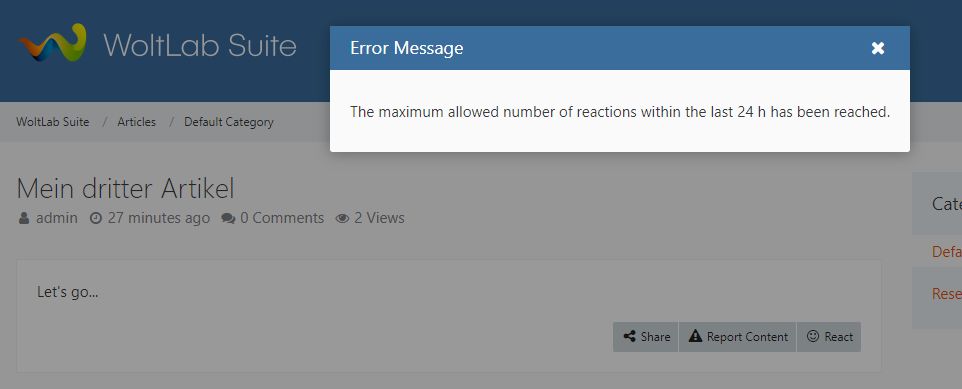 WoltLab Suite
Error Message
The maximum allowed number of reactions within the last 24 h has been reached.
WoltLab Suite / Articles / Default Category
Mein dritter Artikel
admin 27 minutes ago 0 Comments 2 Views
Cate
Defa
Rese
Let's go...
Share Report Content React